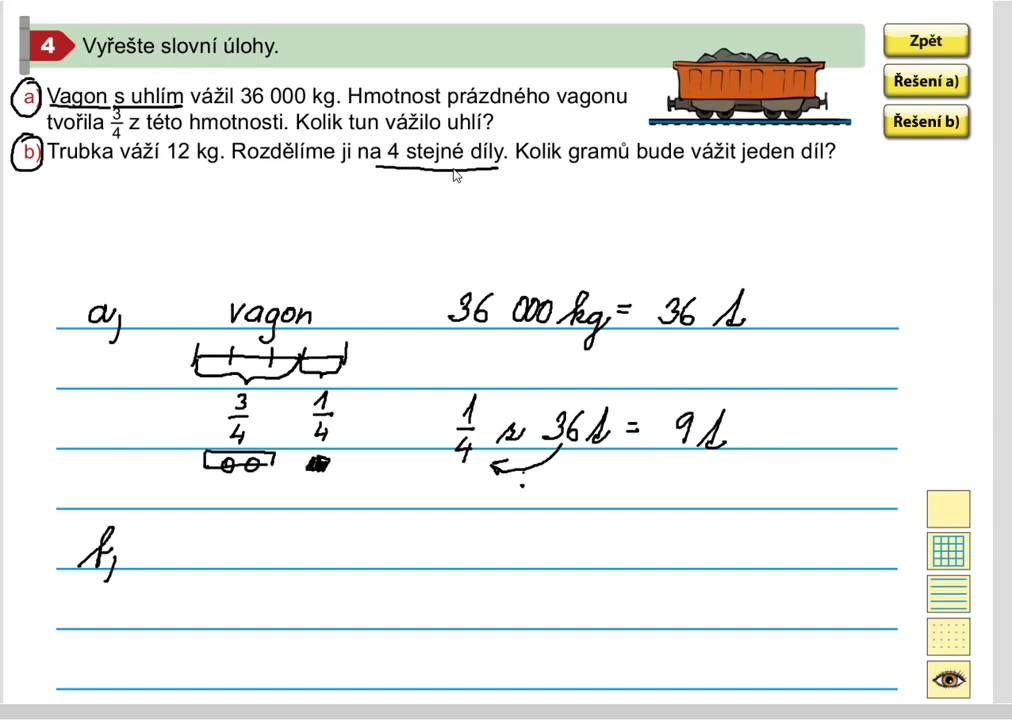 4 Vyřešte slovní úlohy.
Zpět
Řešení a)
Řešení b)
a) Vagon s uhlím vážil 36 000 kg. Hmotnost prázdného vagonu
tvořila 3/4 z této hmotnosti. Kolik tun vážilo uhlí?
b) Trubka váží 12 kg. Rozdělíme ji na 4 stejné díly. Kolik gramů bude vážit jeden díl?
a) vagon 36 000 kg = 36 t
3/4 1/4 1/4 z 36 t = 9 t
:
b)